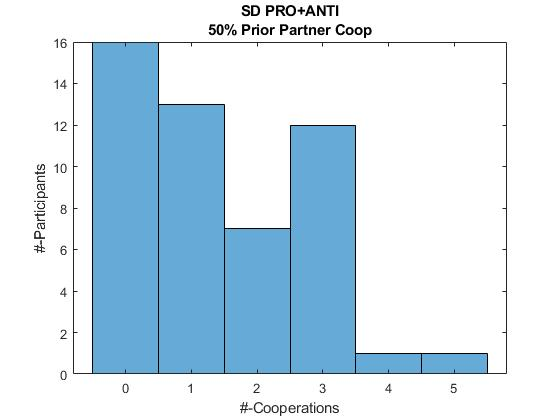 SD PRO+ANTI
50% Prior Partner Coop
16
14
12
10
8
6
4
2
0
#-Participants
0 1 2 3 4 5
#-Cooperations